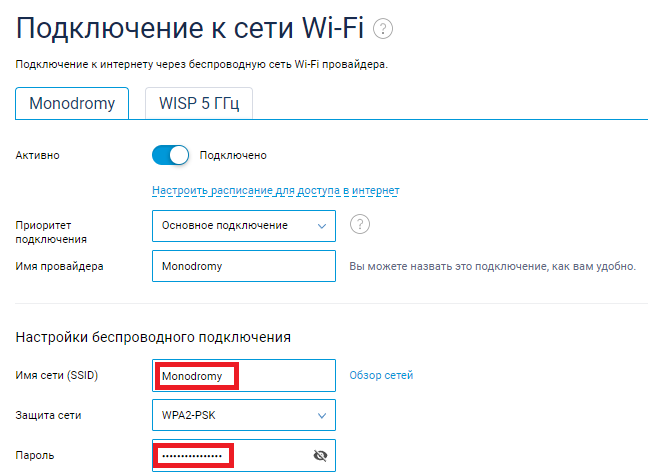 Подключение к сети Wi-Fi ?
Подключение к интернету через беспроводную сеть Wi-Fi провайдера.
Monodromy WISP 5 ГГц
Активно Подключено
Настроить расписание для доступа в интернет
Приоритет подключения Основное подключение ?
Имя провайдера Monodromy Вы можете назвать это подключение, как вам удобно.
Настройки беспроводного подключения
Имя сети (SSID) Monodromy Обзор сетей
Защита сети WPA2-PSK
Пароль •••••••••••••••